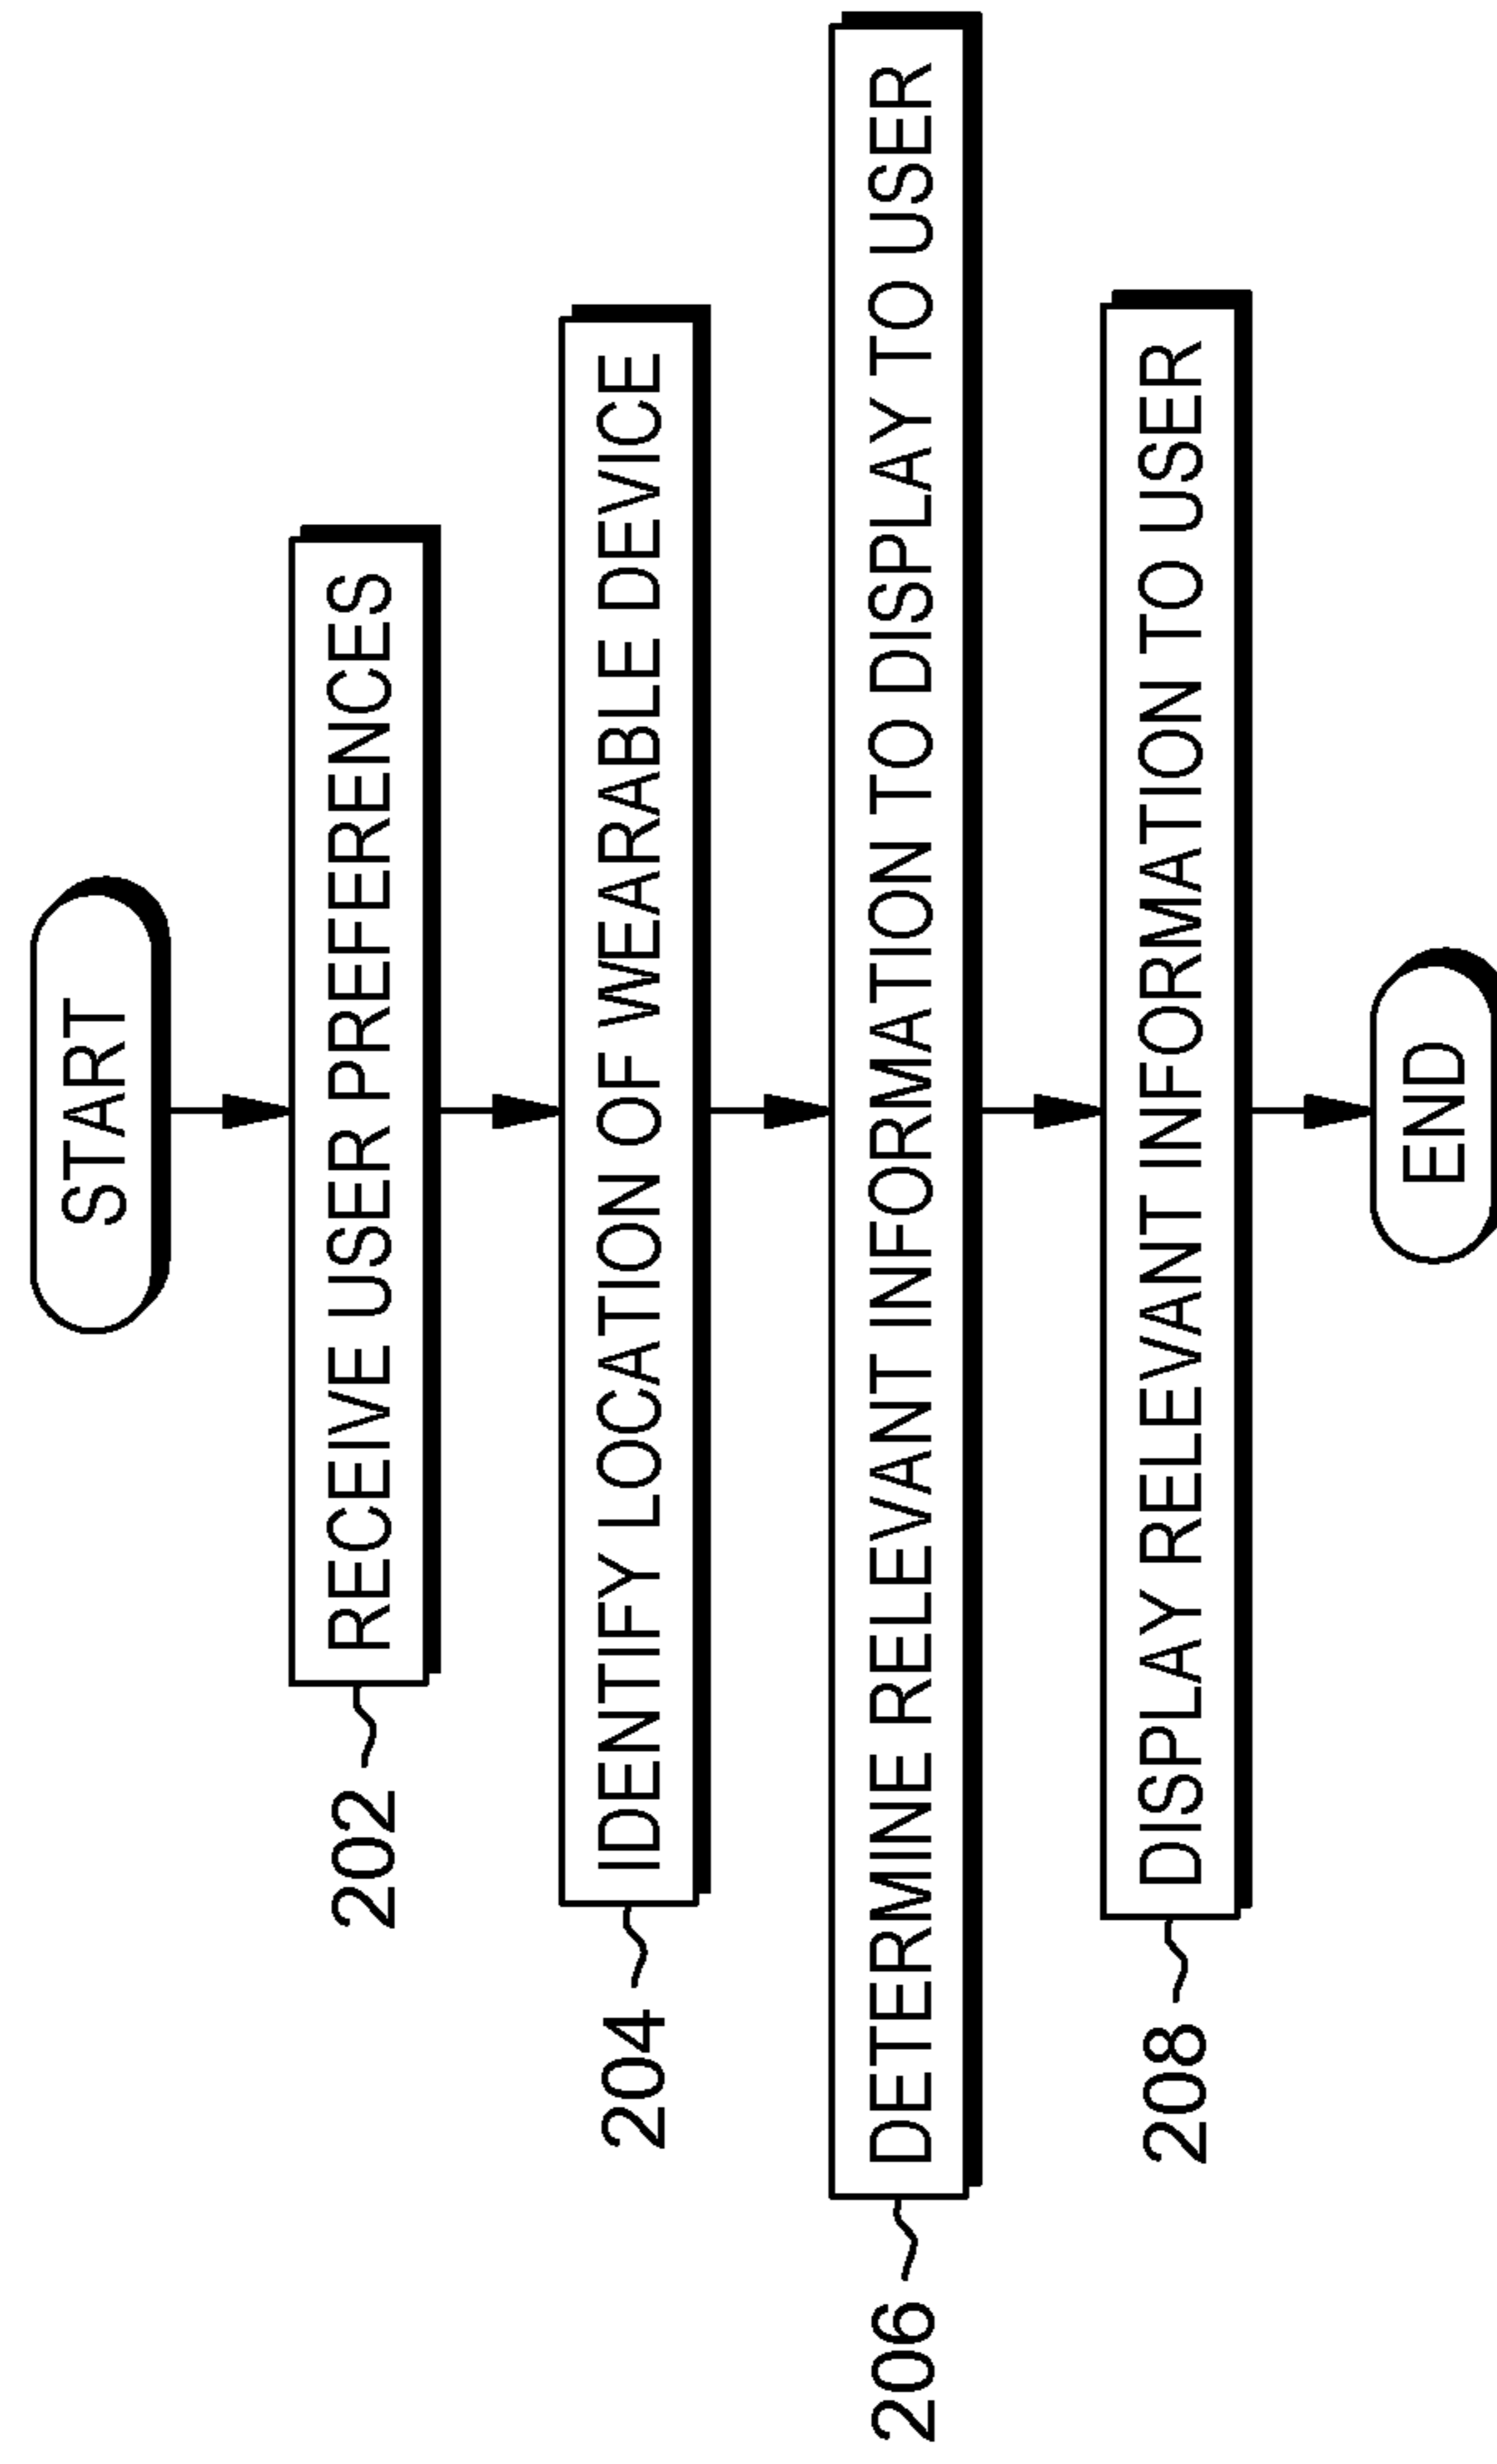 START
202
RECEIVE USER PREFERENCES
204
IDENTIFY LOCATION OF WEARABLE DEVICE
206
DETERMINE RELEVANT INFORMATION TO DISPLAY TO USER
208
DISPLAY RELEVANT INFORMATION TO USER
END